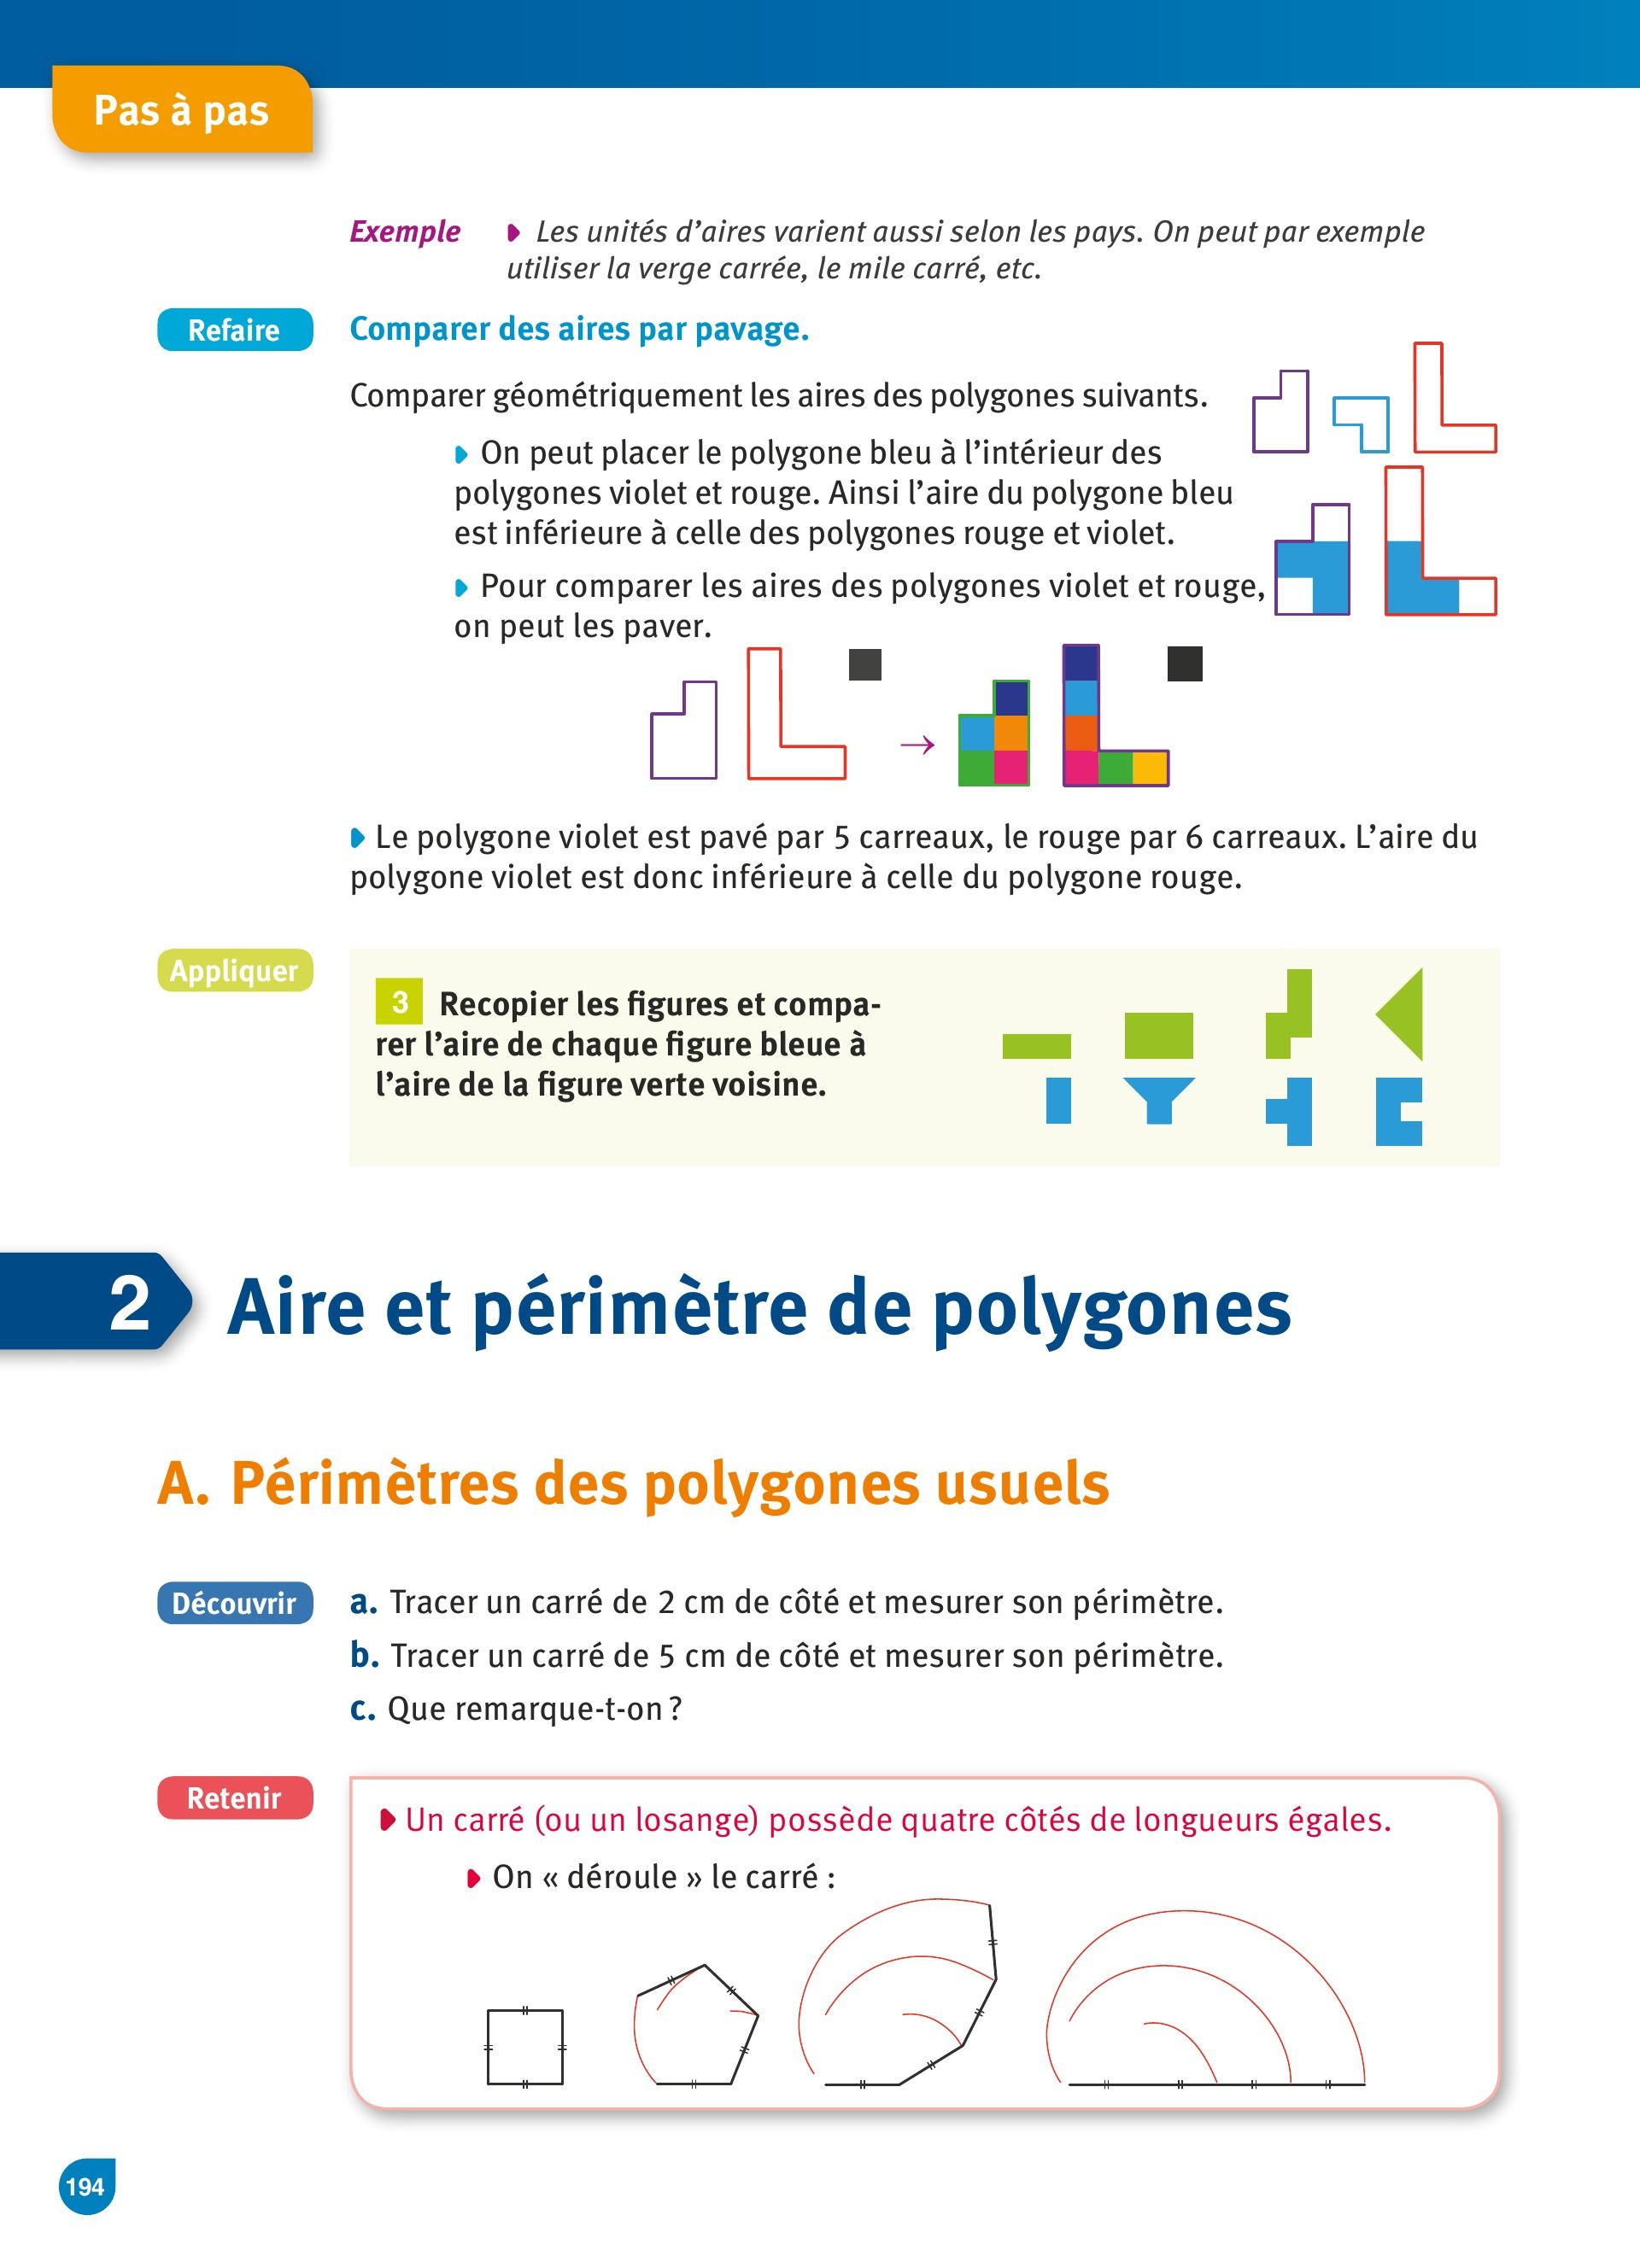 Pas à pas
Exemple ◗ Les unités d’aires varient aussi selon les pays. On peut par exemple
utiliser la verge carrée, le mile carré, etc.
Refaire Comparer des aires par pavage.
Comparer géométriquement les aires des polygones suivants.
◗ On peut placer le polygone bleu à l’intérieur des
polygones violet et rouge. Ainsi l’aire du polygone bleu
est inférieure à celle des polygones rouge et violet.
◗ Pour comparer les aires des polygones violet et rouge,
on peut les paver.
→
◗ Le polygone violet est pavé par 5 carreaux, le rouge par 6 carreaux. L’aire du
polygone violet est donc inférieure à celle du polygone rouge.
Appliquer
3 Recopier les figures et compa-
rer l’aire de chaque figure bleue à
l’aire de la figure verte voisine.
2 Aire et périmètre de polygones
A. Périmètres des polygones usuels
Découvrir a. Tracer un carré de 2 cm de côté et mesurer son périmètre.
b. Tracer un carré de 5 cm de côté et mesurer son périmètre.
c. Que remarque-t-on ?
Retenir
◗ Un carré (ou un losange) possède quatre côtés de longueurs égales.
◗ On « déroule » le carré :
194